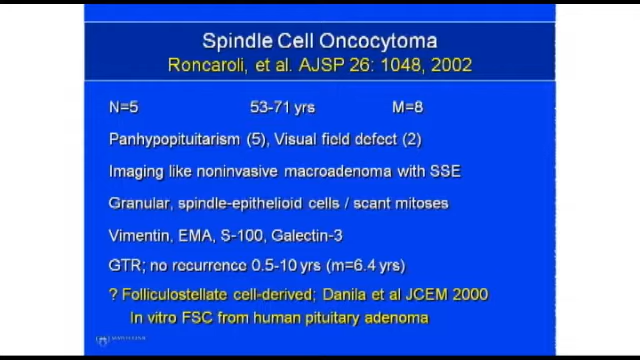 Spindle Cell Oncocytoma
Roncaroli, et al. AJSP 26: 1048, 2002
N=5 53-71 yrs M=8
Panhypopituitarism (5), Visual field defect (2)
Imaging like noninvasive macroadenoma with SSE
Granular, spindle-epithelioid cells / scant mitoses
Vimentin, EMA, S-100, Galectin-3
GTR; no recurrence 0.5-10 yrs (m=6.4 yrs)
? Folliculostellate cell-derived; Danila et al JCEM 2000
In vitro FSC from human pituitary adenoma